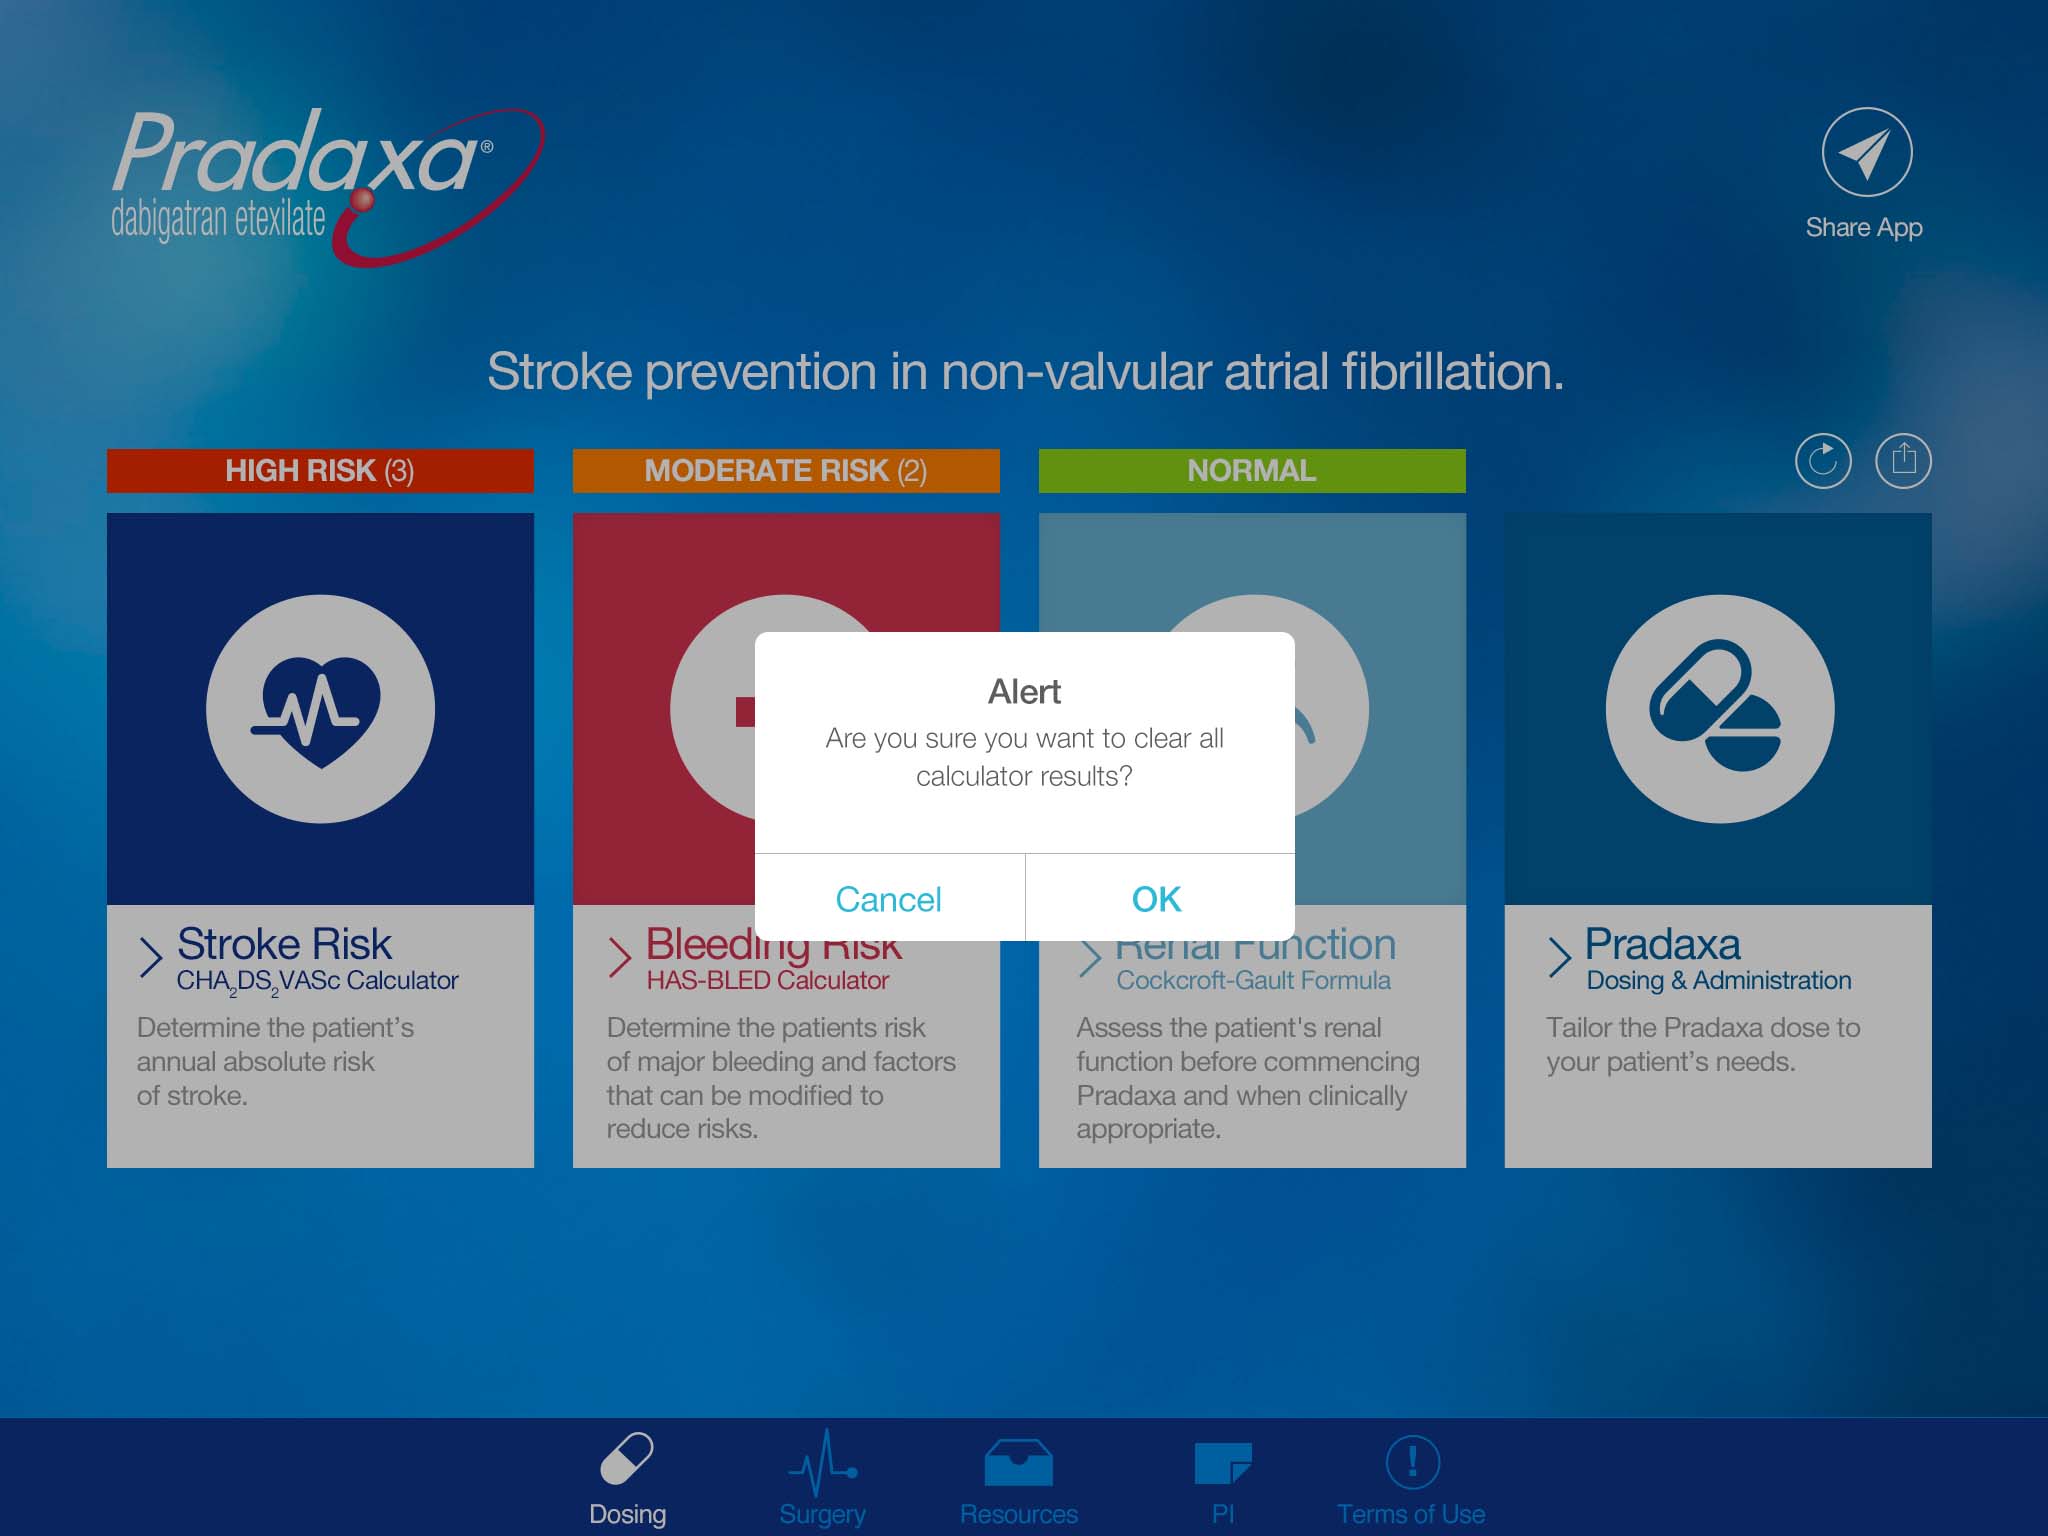 Pradaxa®
dabigatran etexilate
Share App
Stroke prevention in non-valvular atrial fibrillation.
HIGH RISK (3)
MODERATE RISK (2)
NORMAL
Alert
Are you sure you want to clear all
calculator results?
Cancel
OK
Stroke Risk
CHA2DS2VASc Calculator
Determine the patient’s
annual absolute risk
of stroke.
Bleeding Risk
HAS-BLED Calculator
Determine the patients risk
of major bleeding and factors
that can be modified to
reduce risks.
Renal Function
Cockcroft-Gault Formula
Assess the patient's renal
function before commencing
Pradaxa and when clinically
appropriate.
Pradaxa
Dosing & Administration
Tailor the Pradaxa dose to
your patient’s needs.
Dosing
Surgery
Resources
PI
Terms of Use